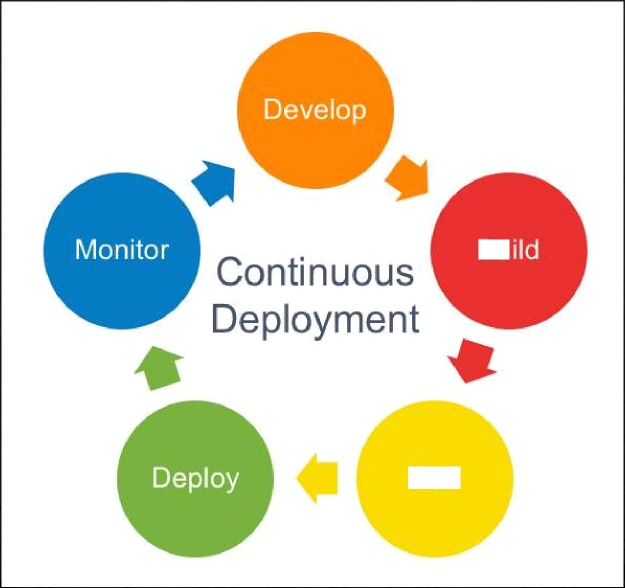 Develop
Monitor
ild
Continuous
Deployment
Deploy